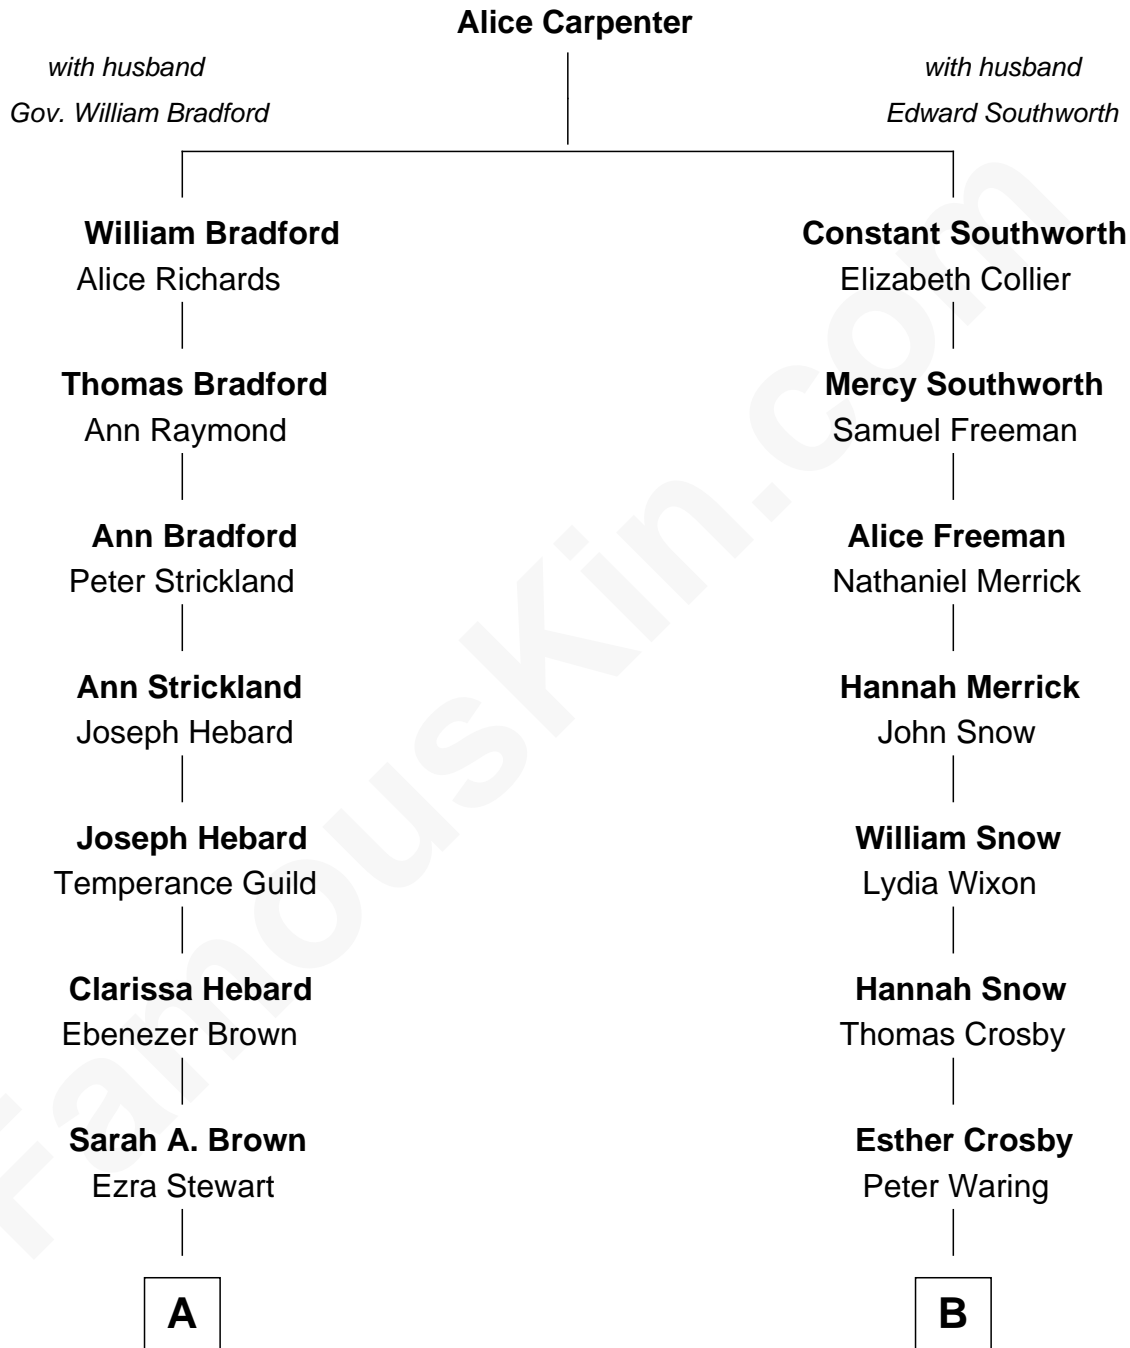 Alice Carpenter
with husband
Gov. William Bradford
with husband
Edward Southworth
William Bradford
Alice Richards
Constant Southworth
Elizabeth Collier
Thomas Bradford
Ann Raymond
Mercy Southworth
Samuel Freeman
Ann Bradford
Peter Strickland
Alice Freeman
Nathaniel Merrick
Ann Strickland
Joseph Hebard
Hannah Merrick
John Snow
Joseph Hebard
Temperance Guild
William Snow
Lydia Wixon
Clarissa Hebard
Ebenezer Brown
Hannah Snow
Thomas Crosby
Sarah A. Brown
Ezra Stewart
Esther Crosby
Peter Waring
A
B
FamousKin.com